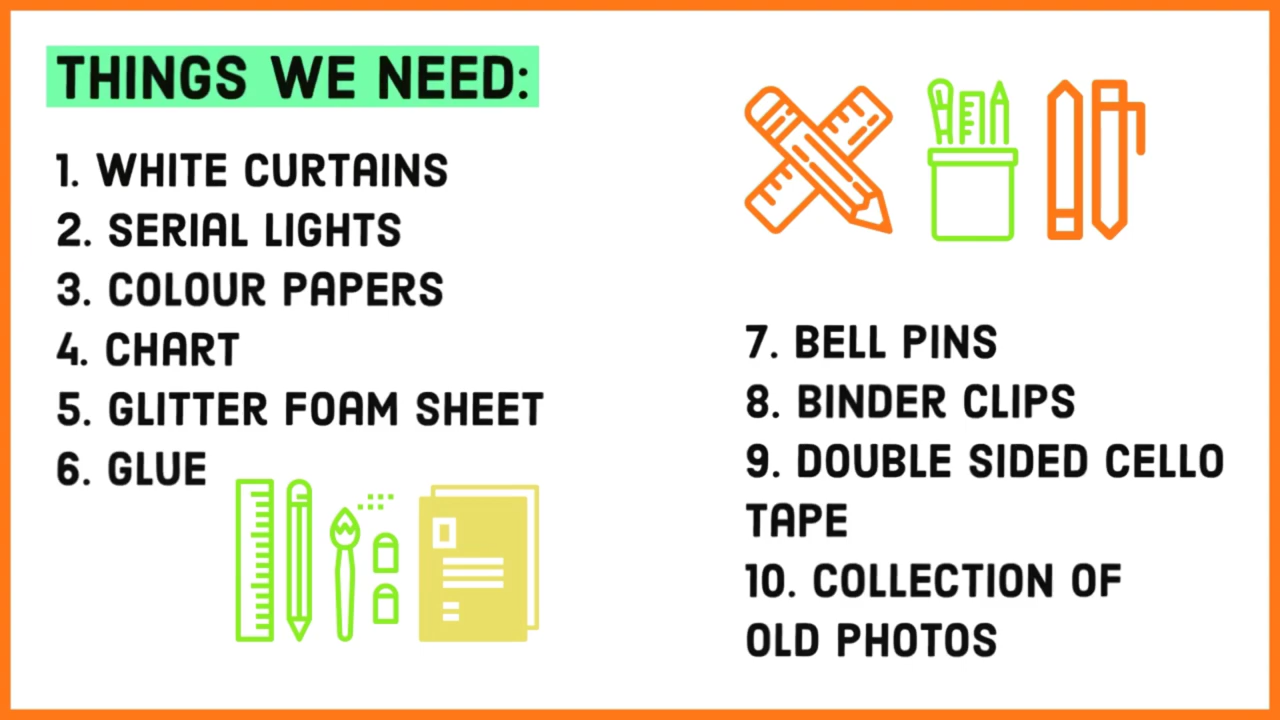 THINGS WE NEED:
1. WHITE CURTAINS
2. SERIAL LIGHTS
3. COLOUR PAPERS
4. CHART
5. GLITTER FOAM SHEET
6. GLUE
7. BELL PINS
8. BINDER CLIPS
9. DOUBLE SIDED CELLO
TAPE
10. COLLECTION OF
OLD PHOTOS